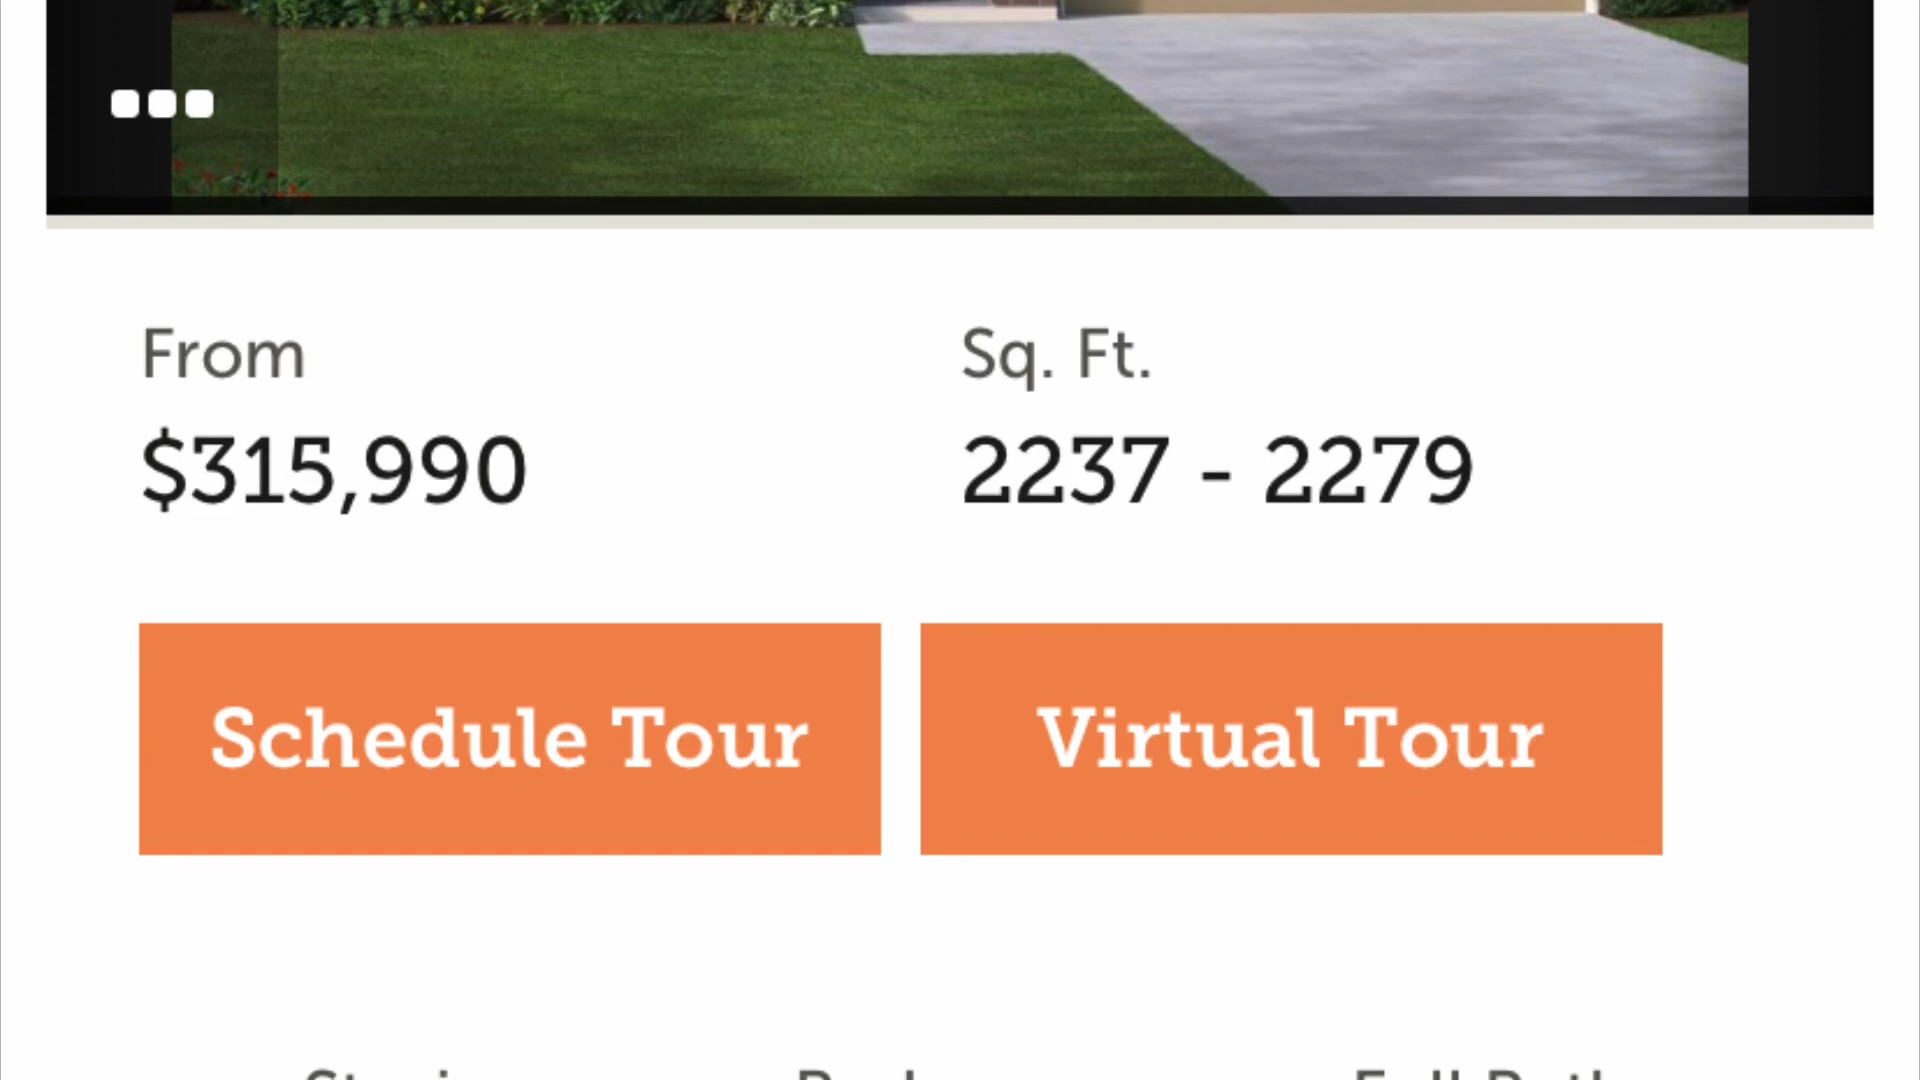 From
Sq. Ft.
$315,990
2237 - 2279
Schedule Tour
Virtual Tour